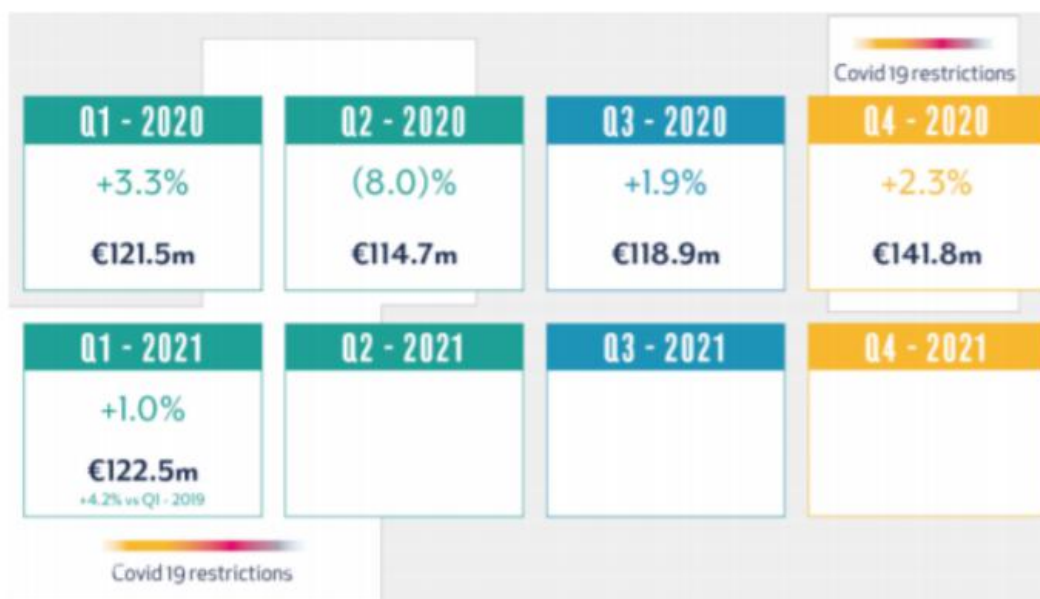 Covid 19 restrictions
Q1 - 2020
+3.3%
€121.5m
Q2 - 2020
(8.0)%
€114.7m
Q3 - 2020
+1.9%
€118.9m
Q4 - 2020
+2.3%
€141.8m
Q1 - 2021
+1.0%
€122.5m
+4.2% vs Q1 - 2019
Q2 - 2021
Q3 - 2021
Q4 - 2021
Covid 19 restrictions